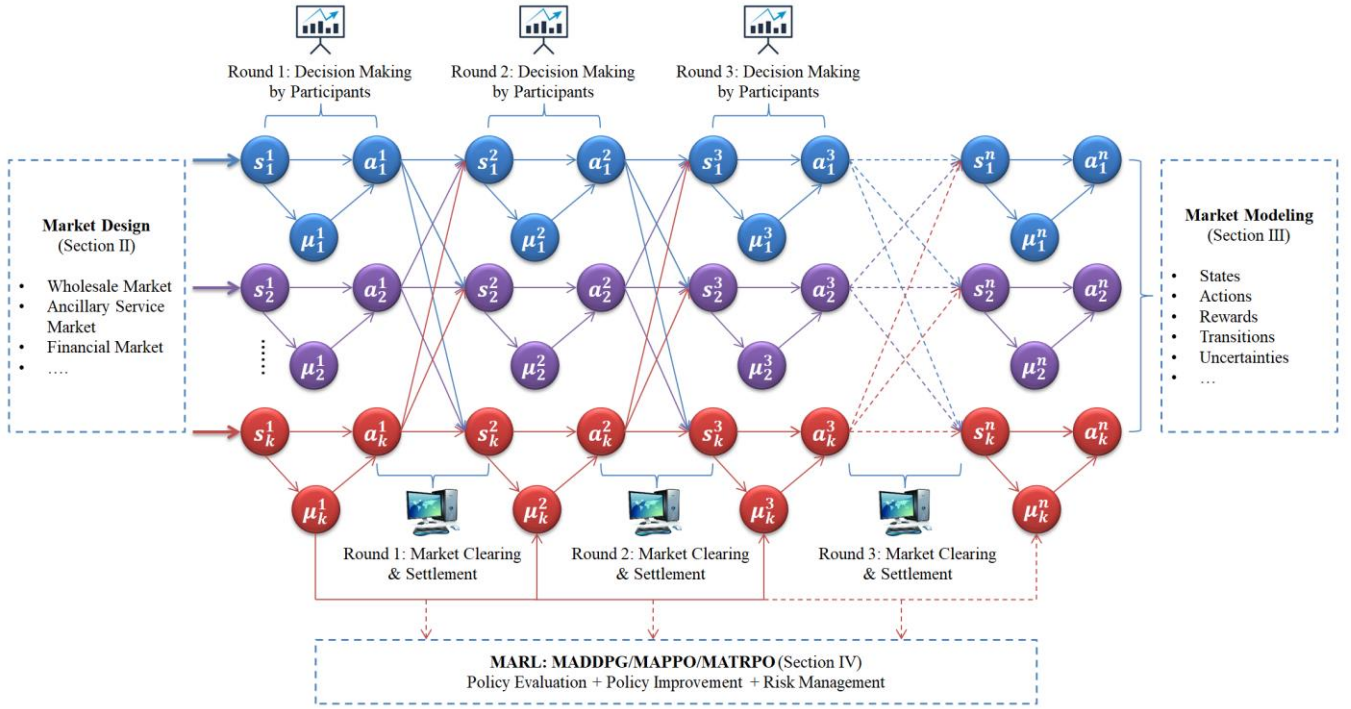 Round 1: Decision Making
by Participants
Round 2: Decision Making
by Participants
Round 3: Decision Making
by Participants
s₁¹
a₁¹
s₁²
a₁²
s₁³
a₁³
s₁ⁿ
a₁ⁿ
μ₁¹
μ₁²
μ₁³
μ₁ⁿ
Market Design
(Section II)
• Wholesale Market
• Ancillary Service
Market
• Financial Market
• ….
s₂¹
a₂¹
s₂²
a₂²
s₂³
a₂³
s₂ⁿ
a₂ⁿ
μ₂¹
μ₂²
μ₂³
μ₂ⁿ
......
Market Modeling
(Section III)
• States
• Actions
• Rewards
• Transitions
• Uncertainties
• …
sₖ¹
aₖ¹
sₖ²
aₖ²
sₖ³
aₖ³
sₖⁿ
aₖⁿ
μₖ¹
μₖ²
μₖ³
μₖⁿ
Round 1: Market Clearing
& Settlement
Round 2: Market Clearing
& Settlement
Round 3: Market Clearing
& Settlement
MARL: MADDPG/MAPPO/MATRPO (Section IV)
Policy Evaluation + Policy Improvement + Risk Management